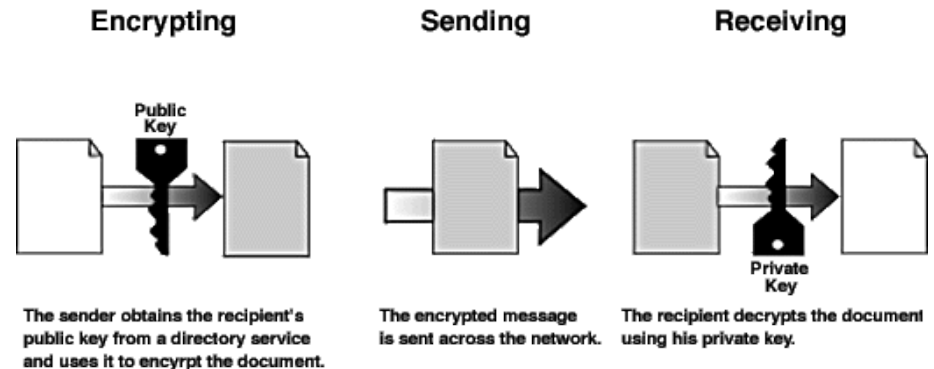 Encrypting
Sending
Receiving
Public
Key
Private
Key
The sender obtains the recipient's
public key from a directory service
and uses it to encyrpt the document.
The encrypted message
is sent across the network.
The recipient decrypts the document
using his private key.